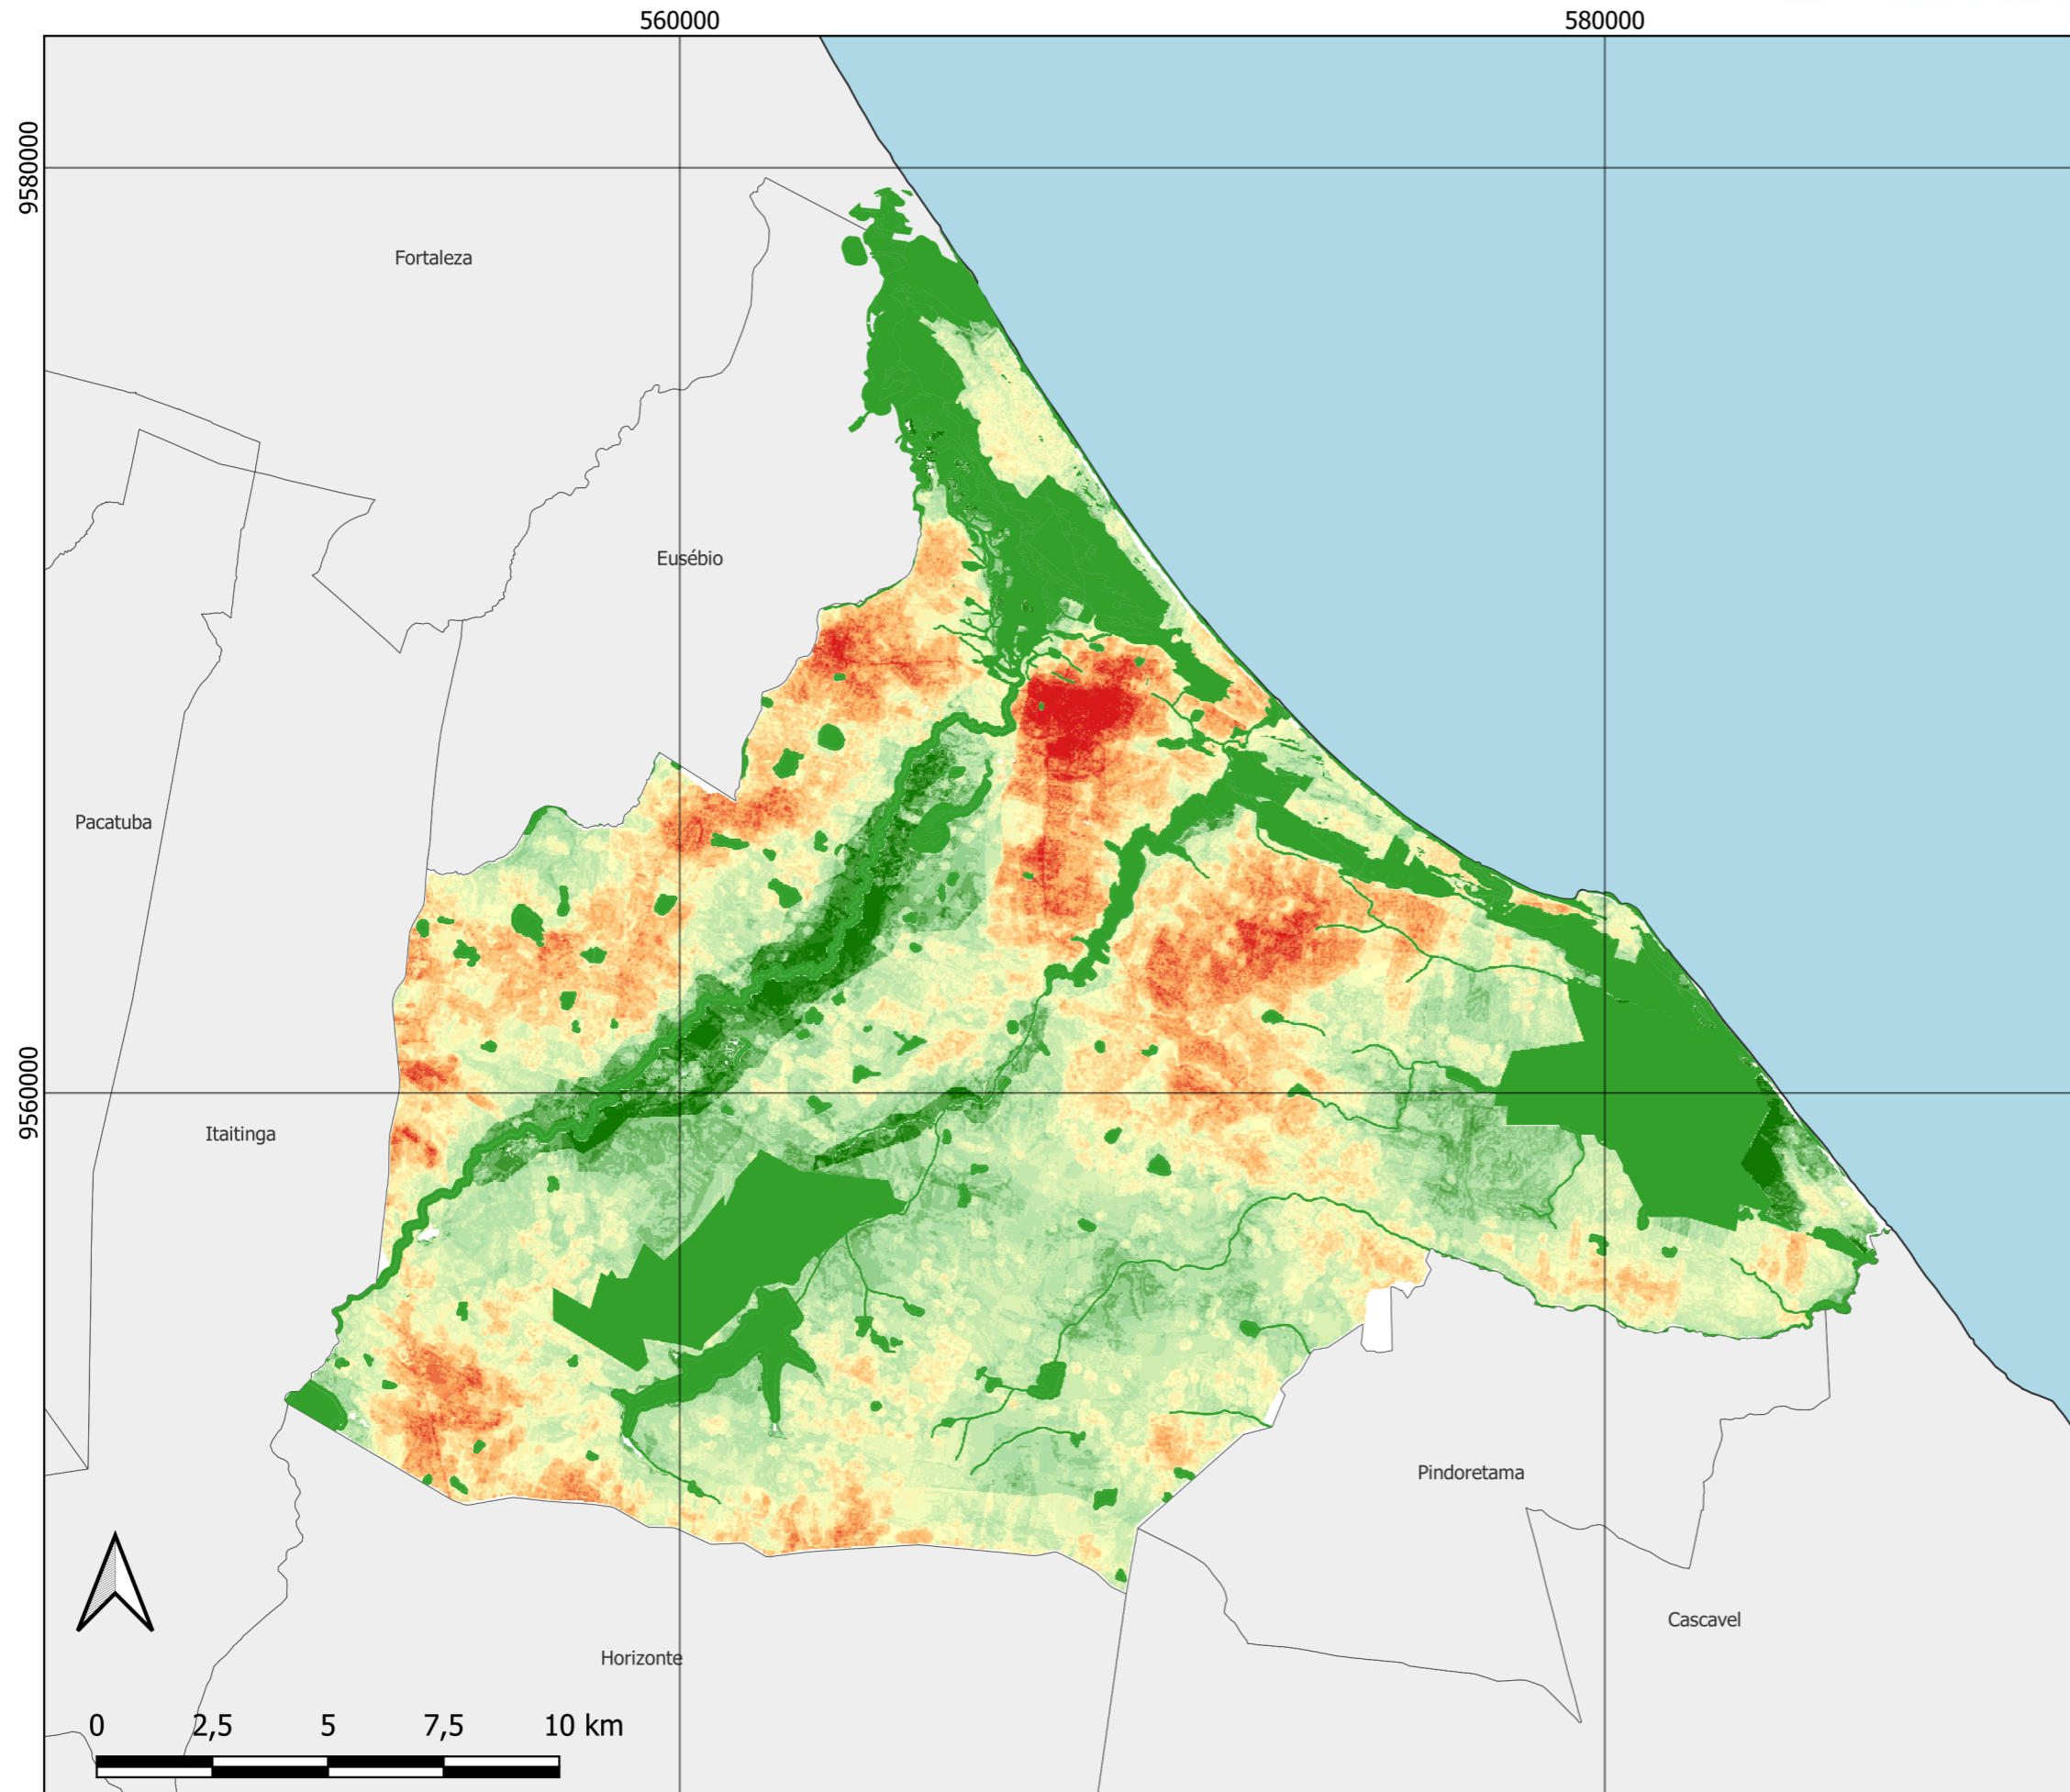 560000
580000
9580000
Fortaleza
Eusébio
Pacatuba
9560000
Itaitinga
Pindoretama
Cascavel
Horizonte
0 2,5 5 7,5 10 km